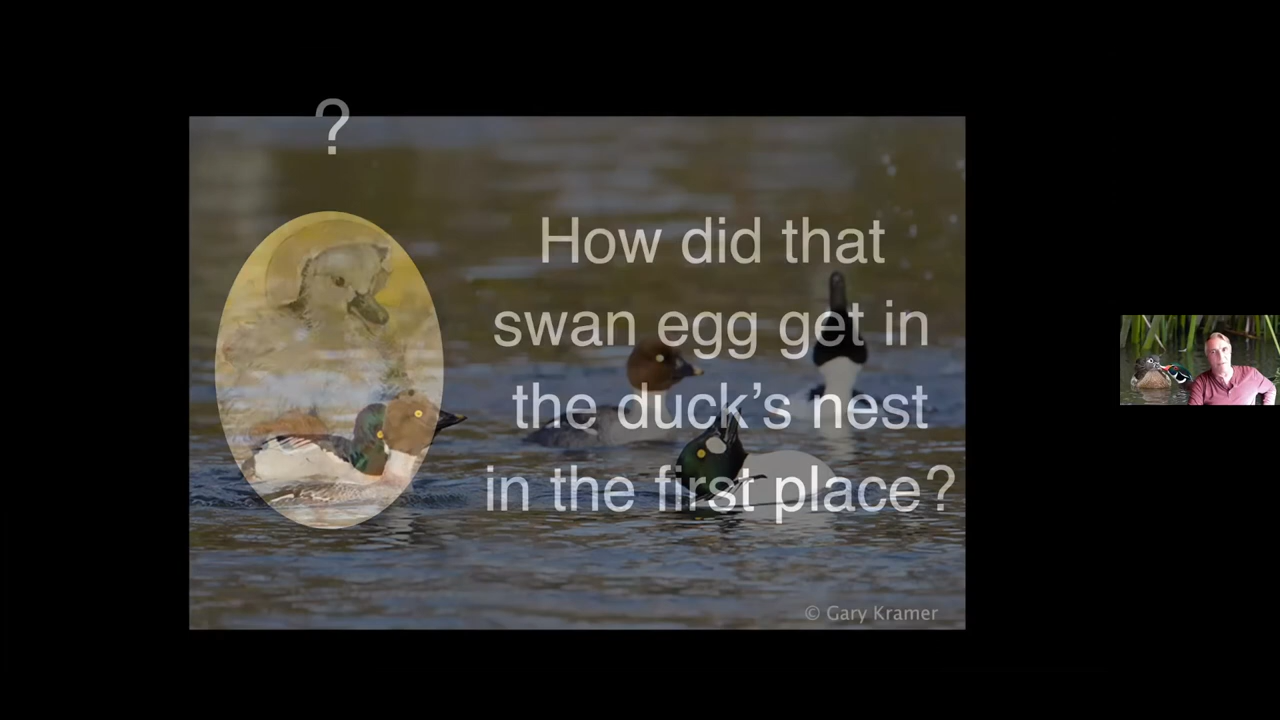 ?
How did that
swan egg get in
the duck’s nest
in the first place?
© Gary Kramer